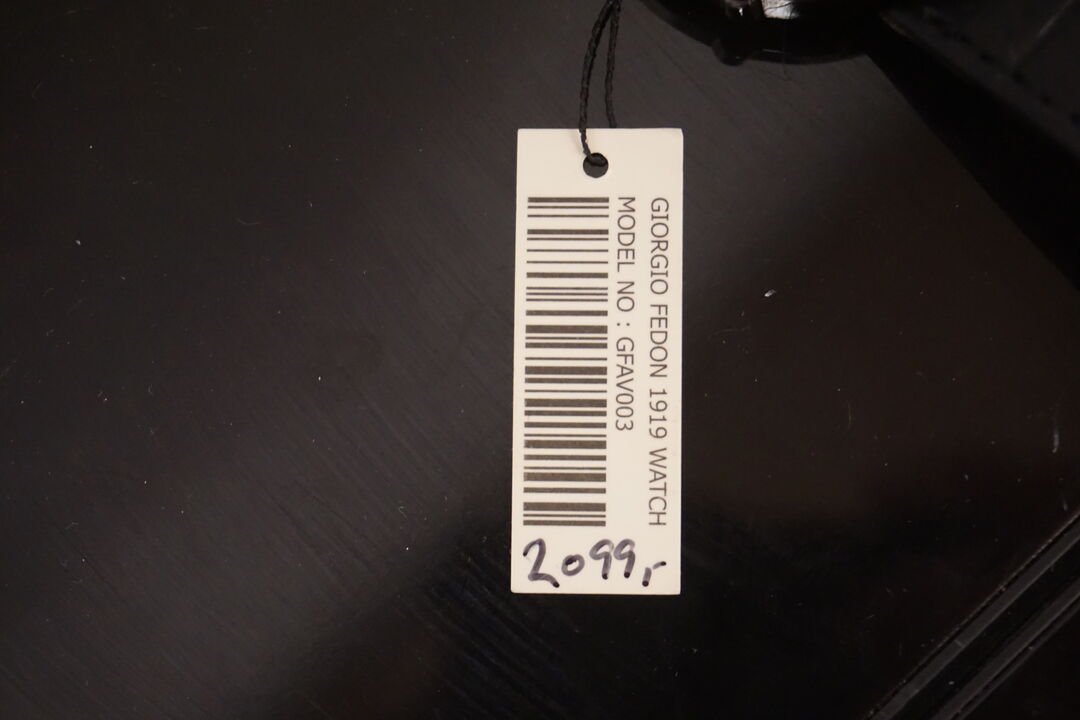 GIORGIO FEDON 1919 WATCH
MODEL NO : GFAV003
2099,-